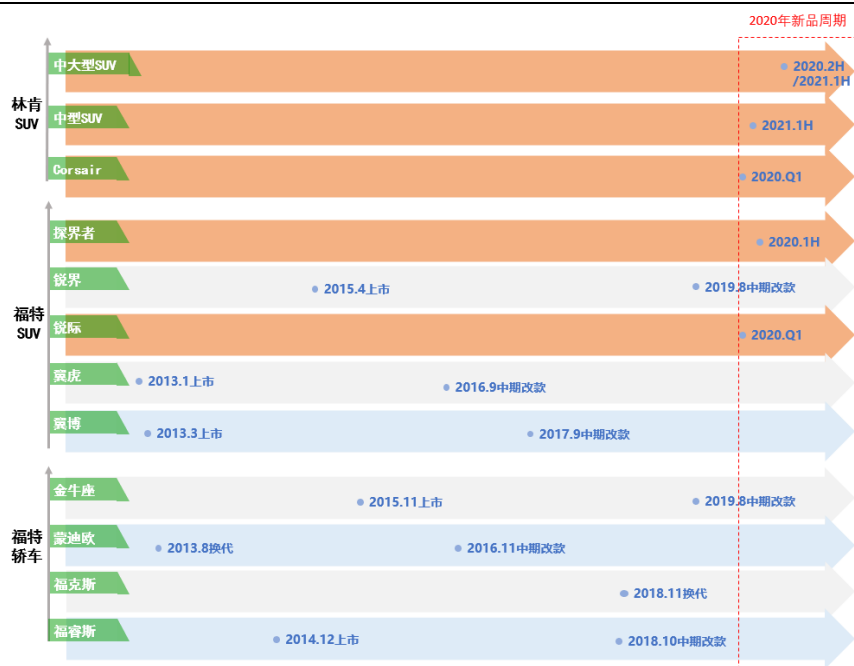 2020年新品周期
林肯
SUV
中大型SUV
2020.2H
/2021.1H
中型SUV
2021.1H
Corsair
2020.Q1
福特
SUV
探界者
2020.1H
锐界
2015.4上市
2019.8中期改款
锐际
2020.Q1
翼虎
2013.1上市
2016.9中期改款
翼博
2013.3上市
2017.9中期改款
福特
轿车
金牛座
2015.11上市
2019.8中期改款
蒙迪欧
2013.8换代
2016.11中期改款
福克斯
2018.11换代
福睿斯
2014.12上市
2018.10中期改款